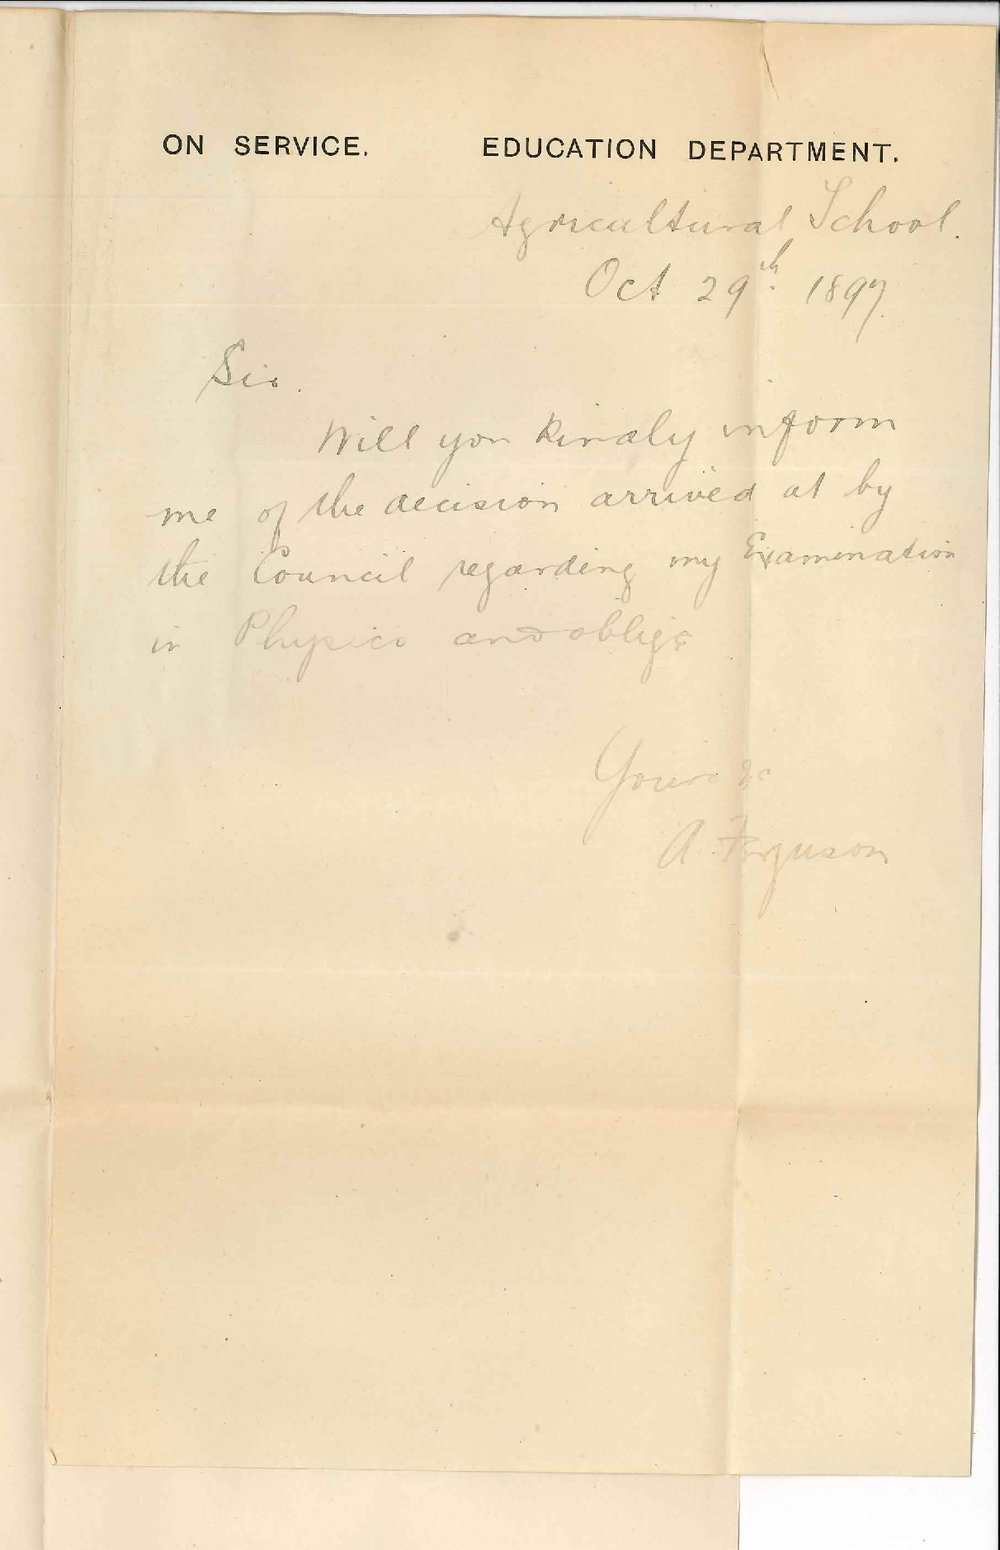 ON SERVICE. EDUCATION DEPARTMENT.
Agricultural School.
Oct 29th. 1897.
Sir.
Will you kindly inform
me of the decision arrived at by
the Council regarding my Examination
in Physics and oblige
Yours &c
A. Ferguson